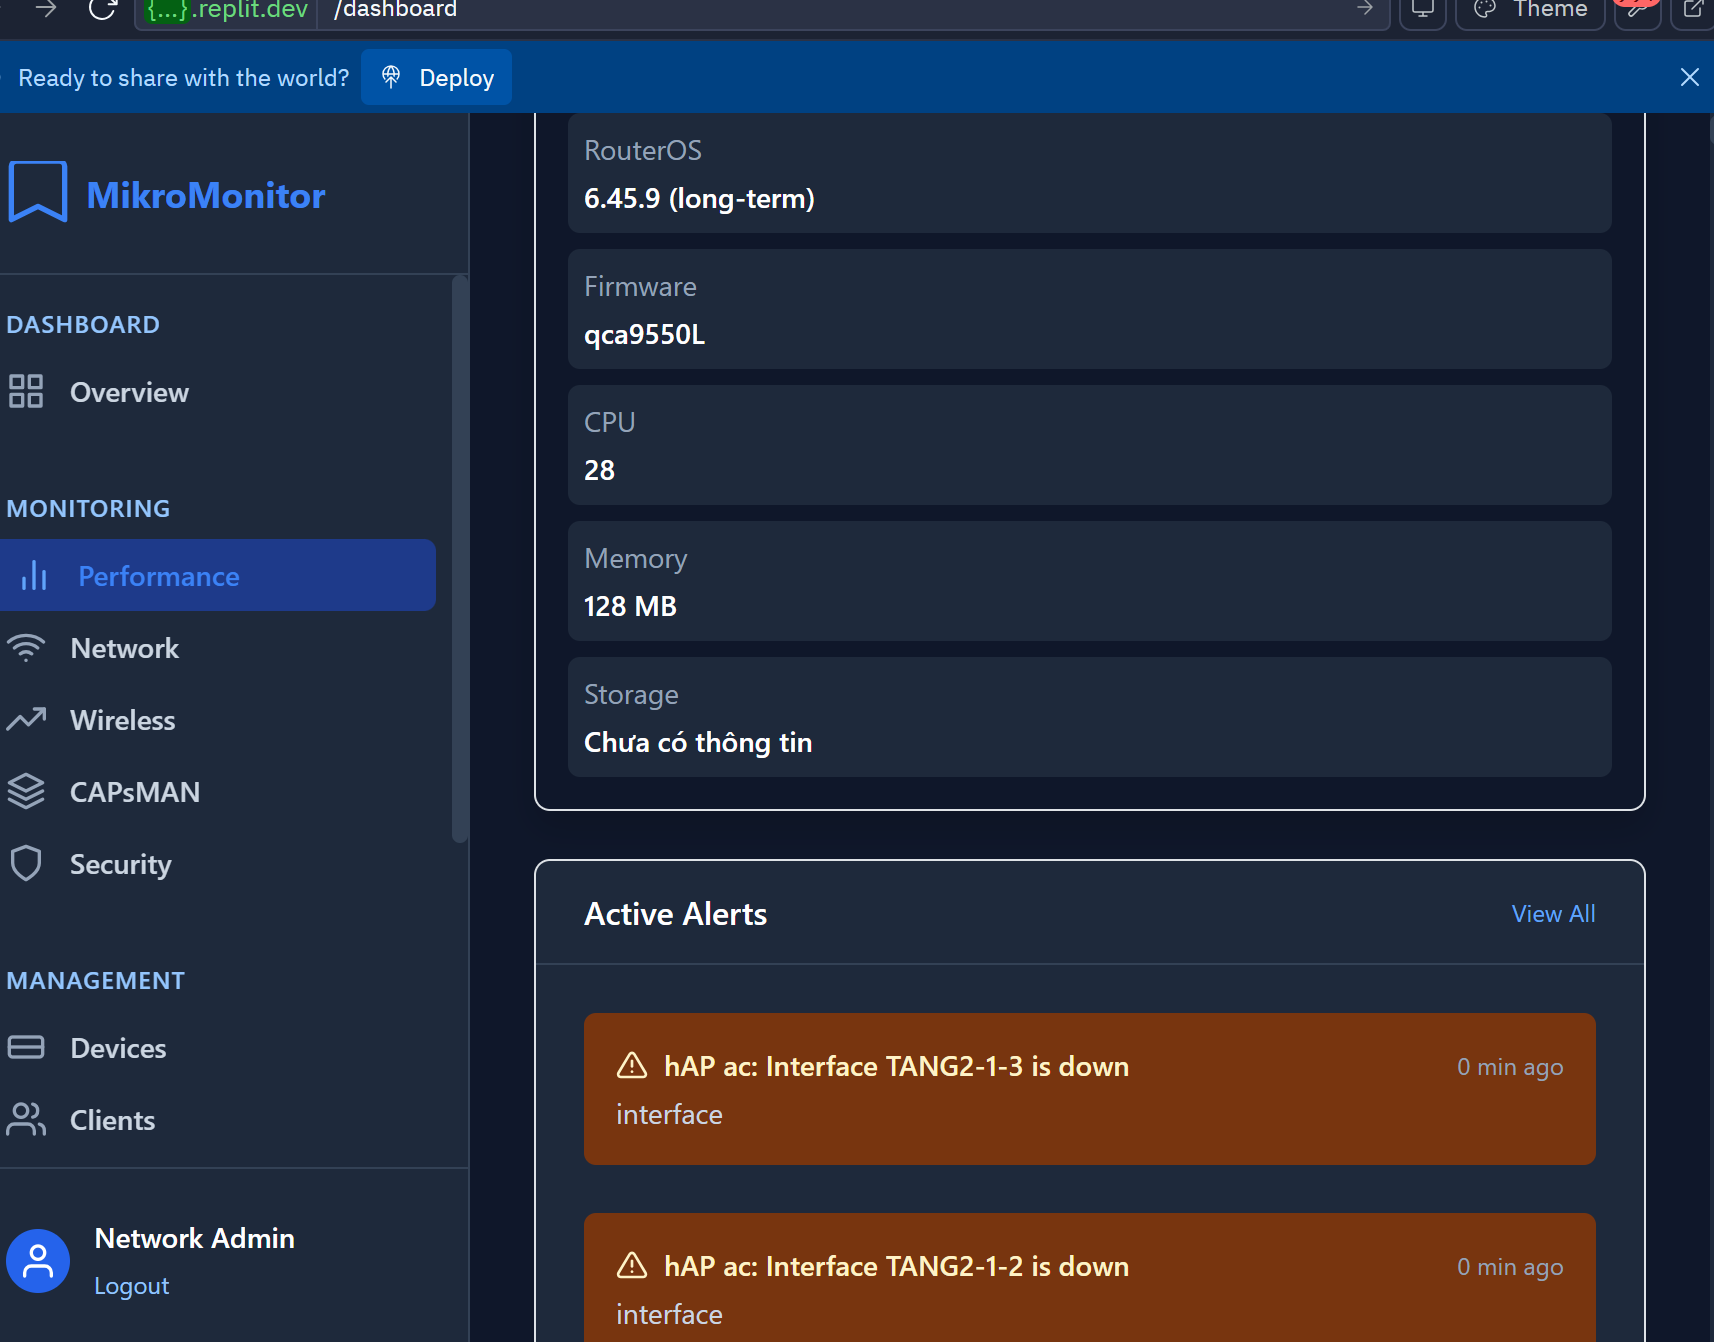 {...}.replit.dev /dashboard Theme
Ready to share with the world? Deploy
MikroMonitor
DASHBOARD
Overview
MONITORING
Performance
Network
Wireless
CAPsMAN
Security
MANAGEMENT
Devices
Clients
Network Admin
Logout
RouterOS
6.45.9 (long-term)
Firmware
qca9550L
CPU
28
Memory
128 MB
Storage
Chưa có thông tin
Active Alerts
View All
hAP ac: Interface TANG2-1-3 is down
0 min ago
interface
hAP ac: Interface TANG2-1-2 is down
0 min ago
interface